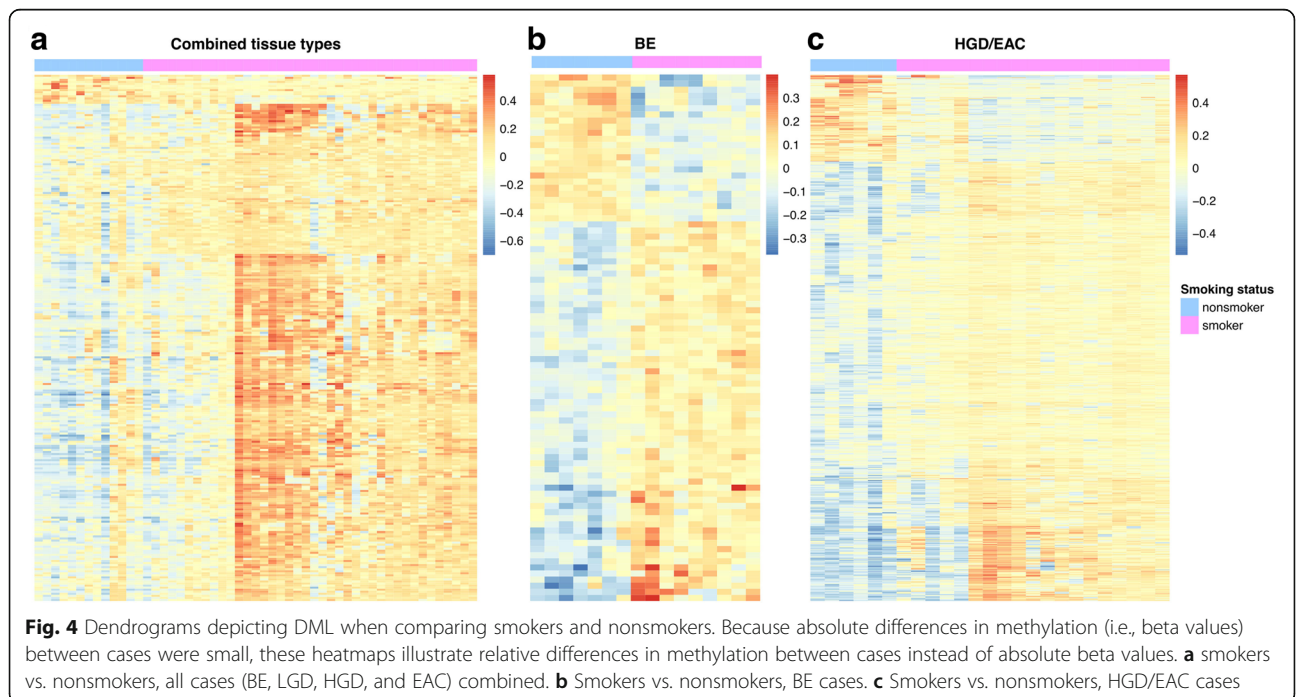 a
Combined tissue types
0.4
0.2
0
−0.2
−0.4
−0.6
b
BE
0.3
0.2
0.1
0
−0.1
−0.2
−0.3
c
HGD/EAC
0.4
0.2
0
−0.2
−0.4
Smoking status
nonsmoker
smoker
Fig. 4 Dendrograms depicting DML when comparing smokers and nonsmokers. Because absolute differences in methylation (i.e., beta values)
between cases were small, these heatmaps illustrate relative differences in methylation between cases instead of absolute beta values. a smokers
vs. nonsmokers, all cases (BE, LGD, HGD, and EAC) combined. b Smokers vs. nonsmokers, BE cases. c Smokers vs. nonsmokers, HGD/EAC cases